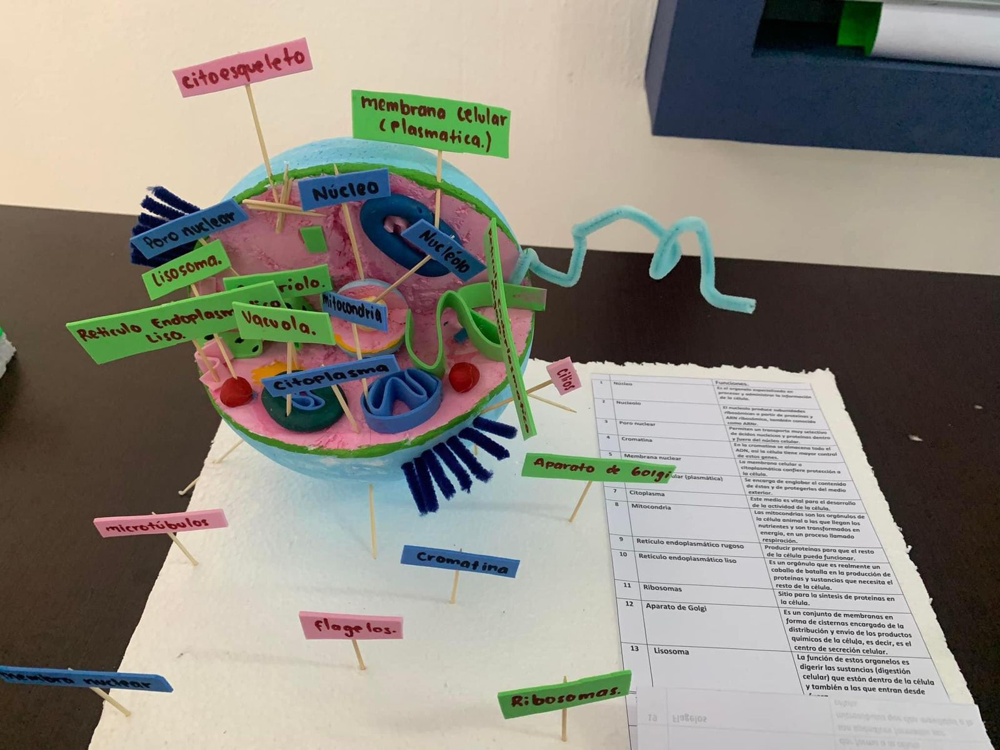 citoesqueleto
membrana celular
(plasmatica.)
Núcleo
Poro nuclear
Nucleólo
Lisosoma.
riolo.
mitocondria
Reticulo Endoplasm
Liso.
Vacuola.
Citoplasma
Cilios
Aparato de Golgi
microtúbulos
Cromatina
flagelos.
membra nuclear
Ribosomas.
Funciones.
1 Núcleo
Es el organelo especializado en
procesar y administrar la información
de la célula.
2 Nucleolo
El nucleolo produce subunidades
ribosómicas a partir de proteínas y
ARN ribosómico, también conocido
como ARNr.
3 Poro nuclear
Permiten un transporte muy selectivo
de ácidos nucleicos y proteínas dentro
y fuera del núcleo celular.
4 Cromatina
En la cromatina se almacena todo el
ADN, así la célula tiene mayor control
de estos genes.
5 Membrana nuclear
La membrana celular o
citoplasmática confiere protección a
la célula.
ular (plasmática)
Se encarga de englobar el contenido
de éstas y de protegerlas del medio
exterior.
7 Citoplasma
Este medio es vital para el desarrollo
de la actividad de la célula.
8 Mitocondria
Las mitocondrias son los orgánulos de
la célula animal a las que llegan los
nutrientes y son transformados en
energía, en un proceso llamado
respiración.
9 Retículo endoplasmático rugoso
Producir proteínas para que el resto
de la célula pueda funcionar.
10 Retículo endoplasmático liso
Es un orgánulo que es realmente un
caballo de batalla en la producción de
proteínas y sustancias que necesita el
resto de la célula.
11 Ribosomas
Sitio para la síntesis de proteínas en
la célula.
12 Aparato de Golgi
Es un conjunto de membranas en
forma de cisternas encargado de la
distribución y envío de los productos
químicos de la célula, es decir, es el
centro de secreción celular.
13 Lisosoma
La función de estos organelos es
digerir las sustancias (digestión
celular) que están dentro de la célula
y también a las que entran desde
19 Flagelos